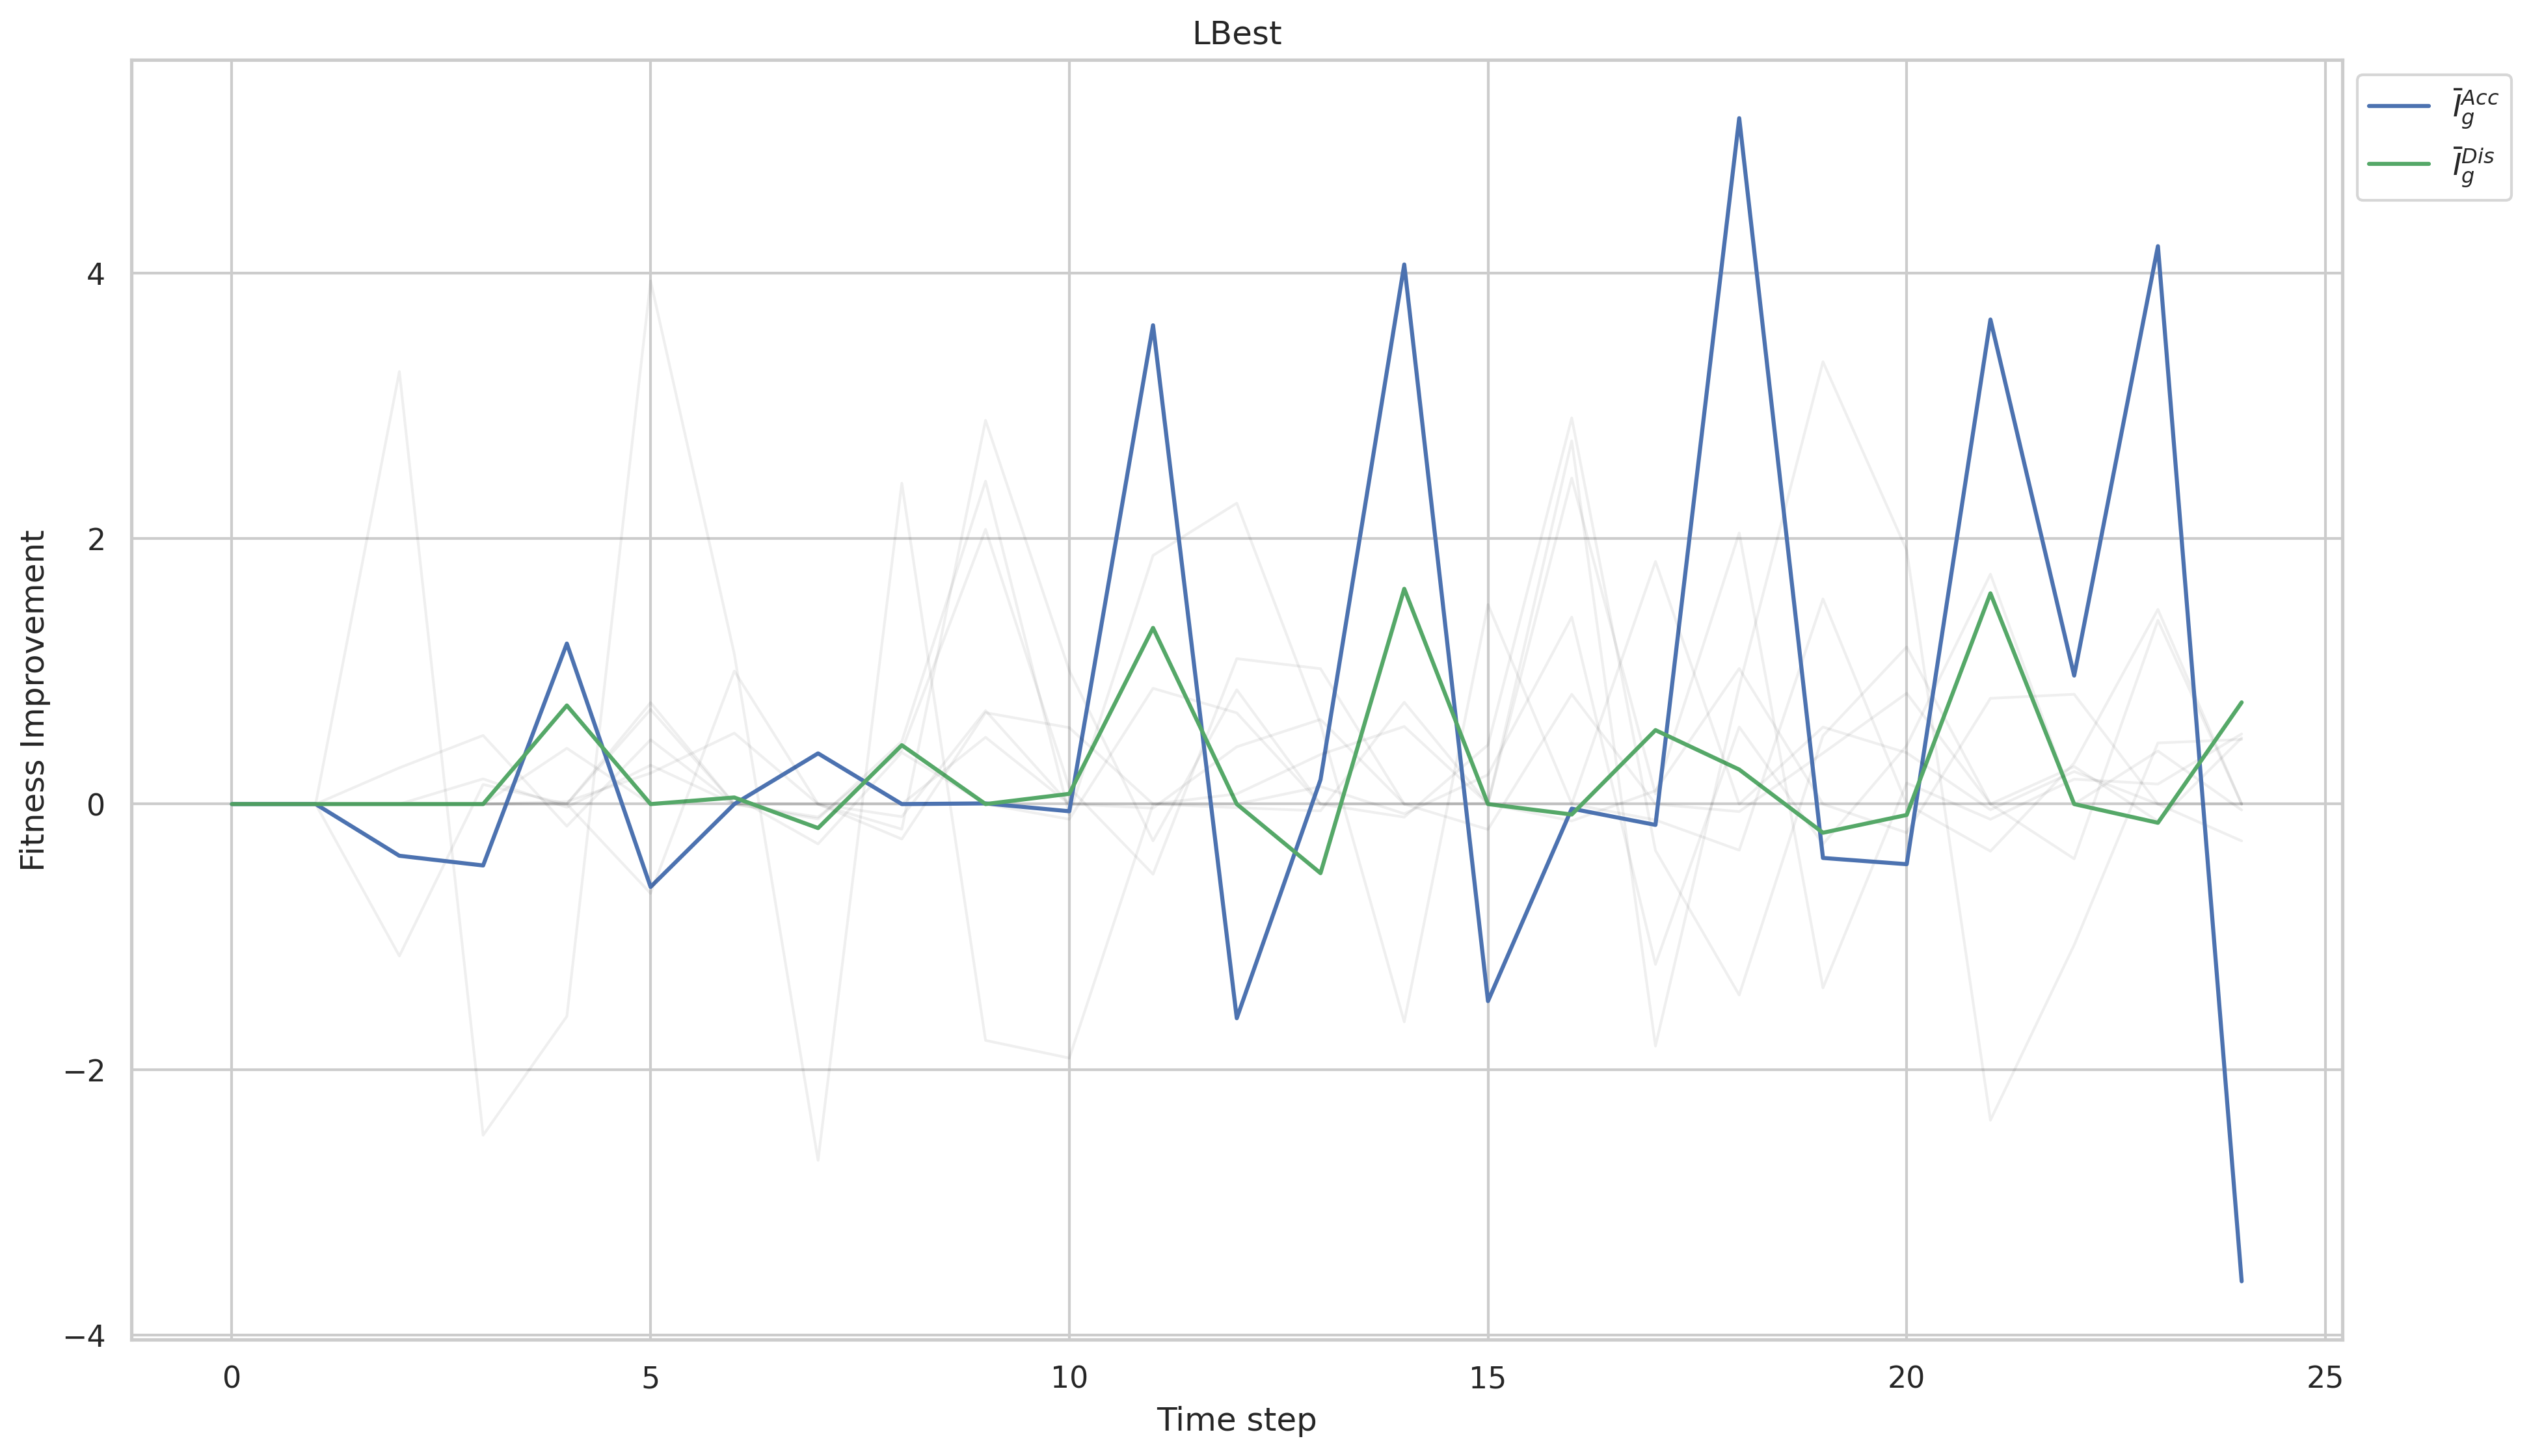 LBest
Ī_g^Acc
Ī_g^Dis
Fitness Improvement
4
2
0
−2
−4
0 5 10 15 20 25
Time step